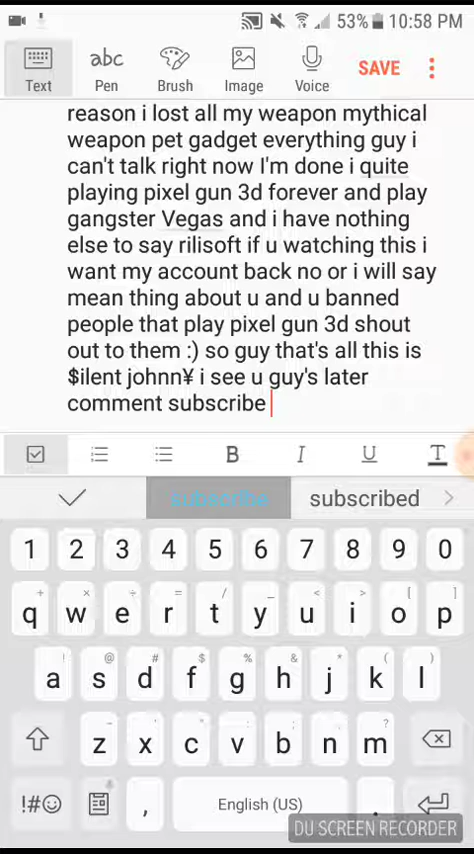 53% 10:58 PM
abc SAVE
Text Pen Brush Image Voice
reason i lost all my weapon mythical
weapon pet gadget everything guy i
can't talk right now I'm done i quite
playing pixel gun 3d forever and play
gangster Vegas and i have nothing
else to say rilisoft if u watching this i
want my account back no or i will say
mean thing about u and u banned
people that play pixel gun 3d shout
out to them :) so guy that's all this is
$ilent johnn¥ i see u guy's later
comment subscribe
B I U T
subscribe subscribed >
1 2 3 4 5 6 7 8 9 0
+ × ÷ = / _ < > [ ]
q w e r t y u i o p
! @ # $ % & * ( )
a s d f g h j k l
- ' " : ; , ?
z x c v b n m
!#☺ , English (US) .
DU SCREEN RECORDER